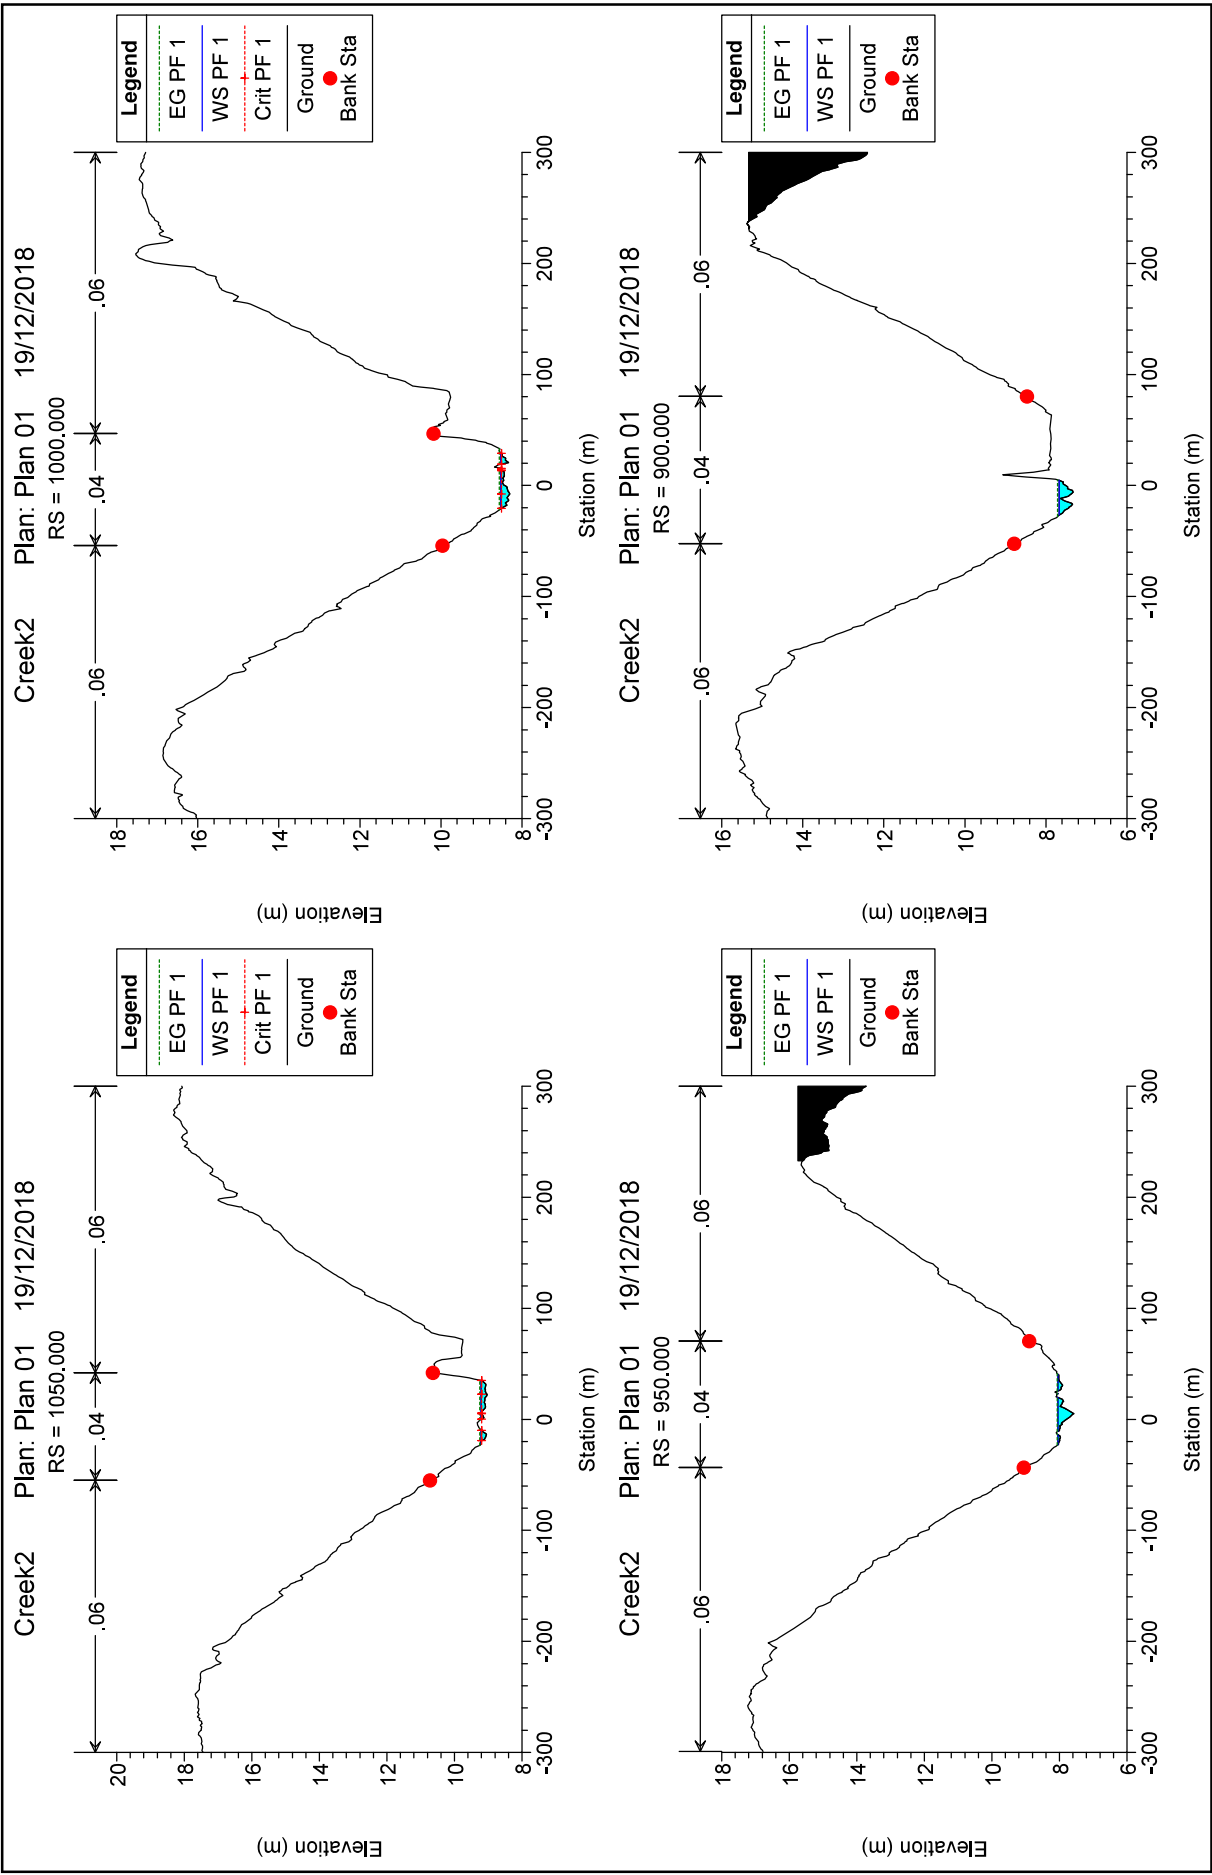 Creek2 Plan: Plan 01 19/12/2018
RS = 1050.000
.06 .04 .06
20
18
16
14
12
10
8
Elevation (m)
-300 -200 -100 0 100 200 300
Station (m)
Legend
EG PF 1
WS PF 1
Crit PF 1
Ground
Bank Sta
Creek2 Plan: Plan 01 19/12/2018
RS = 1000.000
.06 .04 .06
18
16
14
12
10
8
Elevation (m)
-300 -200 -100 0 100 200 300
Station (m)
Legend
EG PF 1
WS PF 1
Crit PF 1
Ground
Bank Sta
Creek2 Plan: Plan 01 19/12/2018
RS = 950.000
.06 .04 .06
18
16
14
12
10
8
6
Elevation (m)
-300 -200 -100 0 100 200 300
Station (m)
Legend
EG PF 1
WS PF 1
Ground
Bank Sta
Creek2 Plan: Plan 01 19/12/2018
RS = 900.000
.06 .04 .06
16
14
12
10
8
6
Elevation (m)
-300 -200 -100 0 100 200 300
Station (m)
Legend
EG PF 1
WS PF 1
Ground
Bank Sta